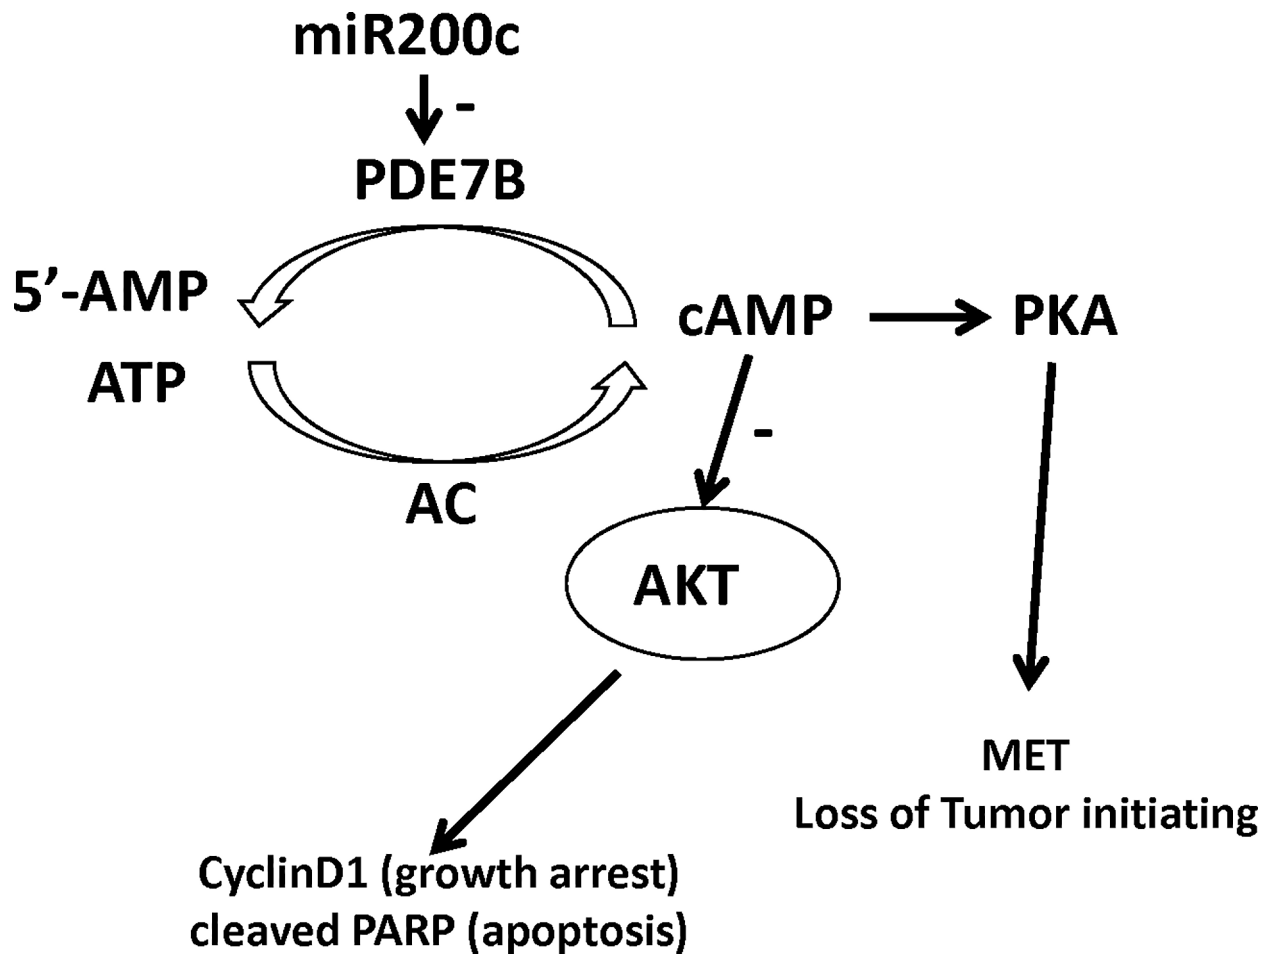 miR200c
-
PDE7B
5’-AMP
cAMP
PKA
ATP
-
AC
AKT
MET
Loss of Tumor initiating
CyclinD1 (growth arrest)
cleaved PARP (apoptosis)